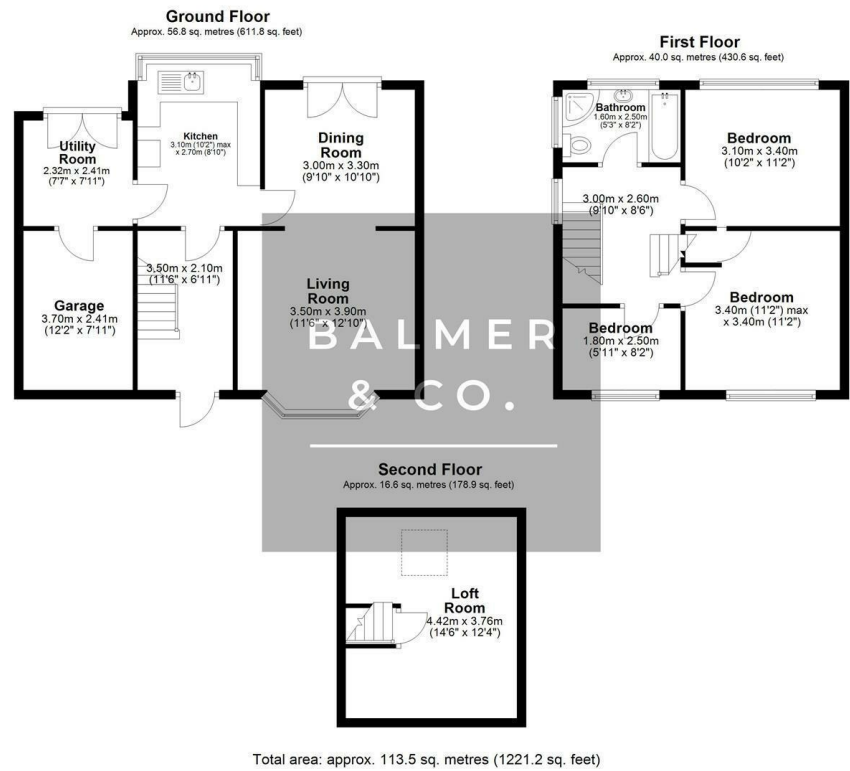 Ground Floor
Approx. 56.8 sq. metres (611.8 sq. feet)
Utility
Room
2.32m x 2.41m
(7'7" x 7'11")
Kitchen
3.10m (10'2") max
x 2.70m (8'10")
Dining
Room
3.00m x 3.30m
(9'10" x 10'10")
Garage
3.70m x 2.41m
(12'2" x 7'11")
3.50m x 2.10m
(11'6" x 6'11")
Living
Room
3.50m x 3.90m
(11'6" x 12'10")
First Floor
Approx. 40.0 sq. metres (430.6 sq. feet)
Bathroom
1.60m x 2.50m
(5'3" x 8'2")
Bedroom
3.10m x 3.40m
(10'2" x 11'2")
3.00m x 2.60m
(9'10" x 8'6")
Bedroom
3.40m (11'2") max
x 3.40m (11'2")
Bedroom
1.80m x 2.50m
(5'11" x 8'2")
BALMER
& CO.
Second Floor
Approx. 16.6 sq. metres (178.9 sq. feet)
Loft
Room
4.42m x 3.76m
(14'6" x 12'4")
Total area: approx. 113.5 sq. metres (1221.2 sq. feet)